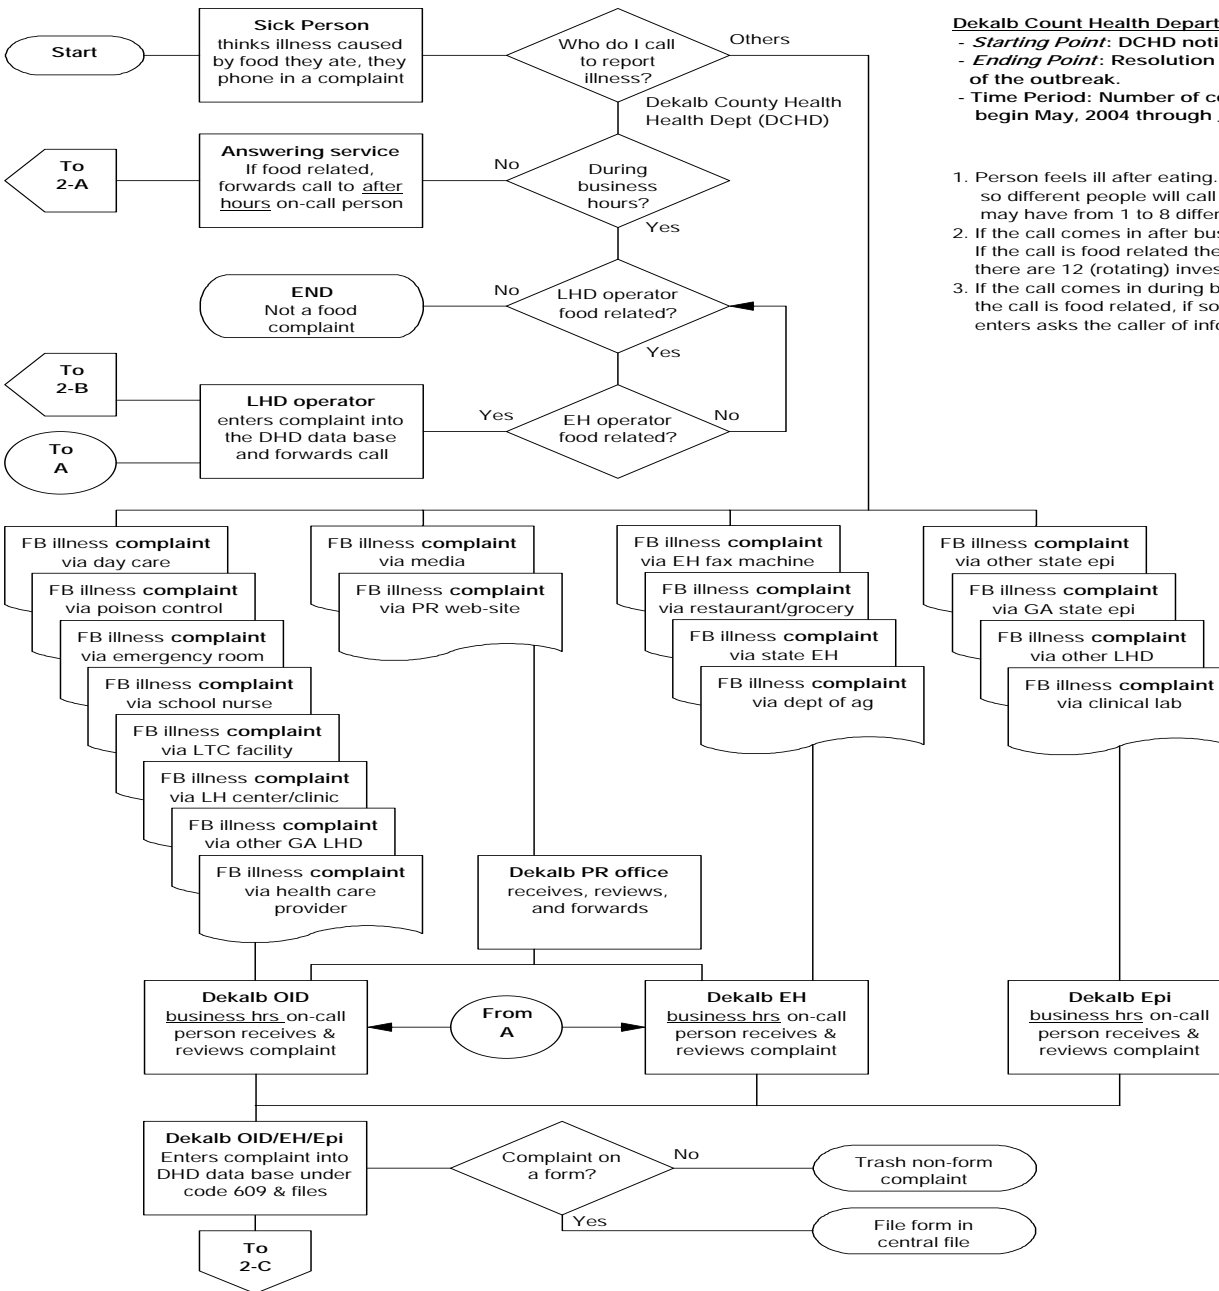 Start
Sick Person
thinks illness caused
by food they ate, they
phone in a complaint
Who do I call
to report
illness?
Others
Dekalb County Health
Health Dept (DCHD)
Dekalb Count Health Depart
- Starting Point: DCHD noti
- Ending Point: Resolution
of the outbreak.
- Time Period: Number of c
begin May, 2004 through
1. Person feels ill after eating.
so different people will call
may have from 1 to 8 differ
2. If the call comes in after bus
If the call is food related the
there are 12 (rotating) inves
3. If the call comes in during b
the call is food related, if so
enters asks the caller of info
To
2-A
Answering service
If food related,
forwards call to after
hours on-call person
No
During
business
hours?
Yes
END
Not a food
complaint
No
LHD operator
food related?
Yes
To
2-B
LHD operator
enters complaint into
the DHD data base
and forwards call
Yes
EH operator
food related?
No
To
A
FB illness complaint
via day care
FB illness complaint
via poison control
FB illness complaint
via emergency room
FB illness complaint
via school nurse
FB illness complaint
via LTC facility
FB illness complaint
via LH center/clinic
FB illness complaint
via other GA LHD
FB illness complaint
via health care
provider
FB illness complaint
via media
FB illness complaint
via PR web-site
FB illness complaint
via EH fax machine
FB illness complaint
via restaurant/grocery
FB illness complaint
via state EH
FB illness complaint
via dept of ag
FB illness complaint
via other state epi
FB illness complaint
via GA state epi
FB illness complaint
via other LHD
FB illness complaint
via clinical lab
Dekalb PR office
receives, reviews,
and forwards
Dekalb OID
business hrs on-call
person receives &
reviews complaint
From
A
Dekalb EH
business hrs on-call
person receives &
reviews complaint
Dekalb Epi
business hrs on-call
person receives &
reviews complaint
Dekalb OID/EH/Epi
Enters complaint into
DHD data base under
code 609 & files
Complaint on
a form?
No
Trash non-form
complaint
Yes
File form in
central file
To
2-C